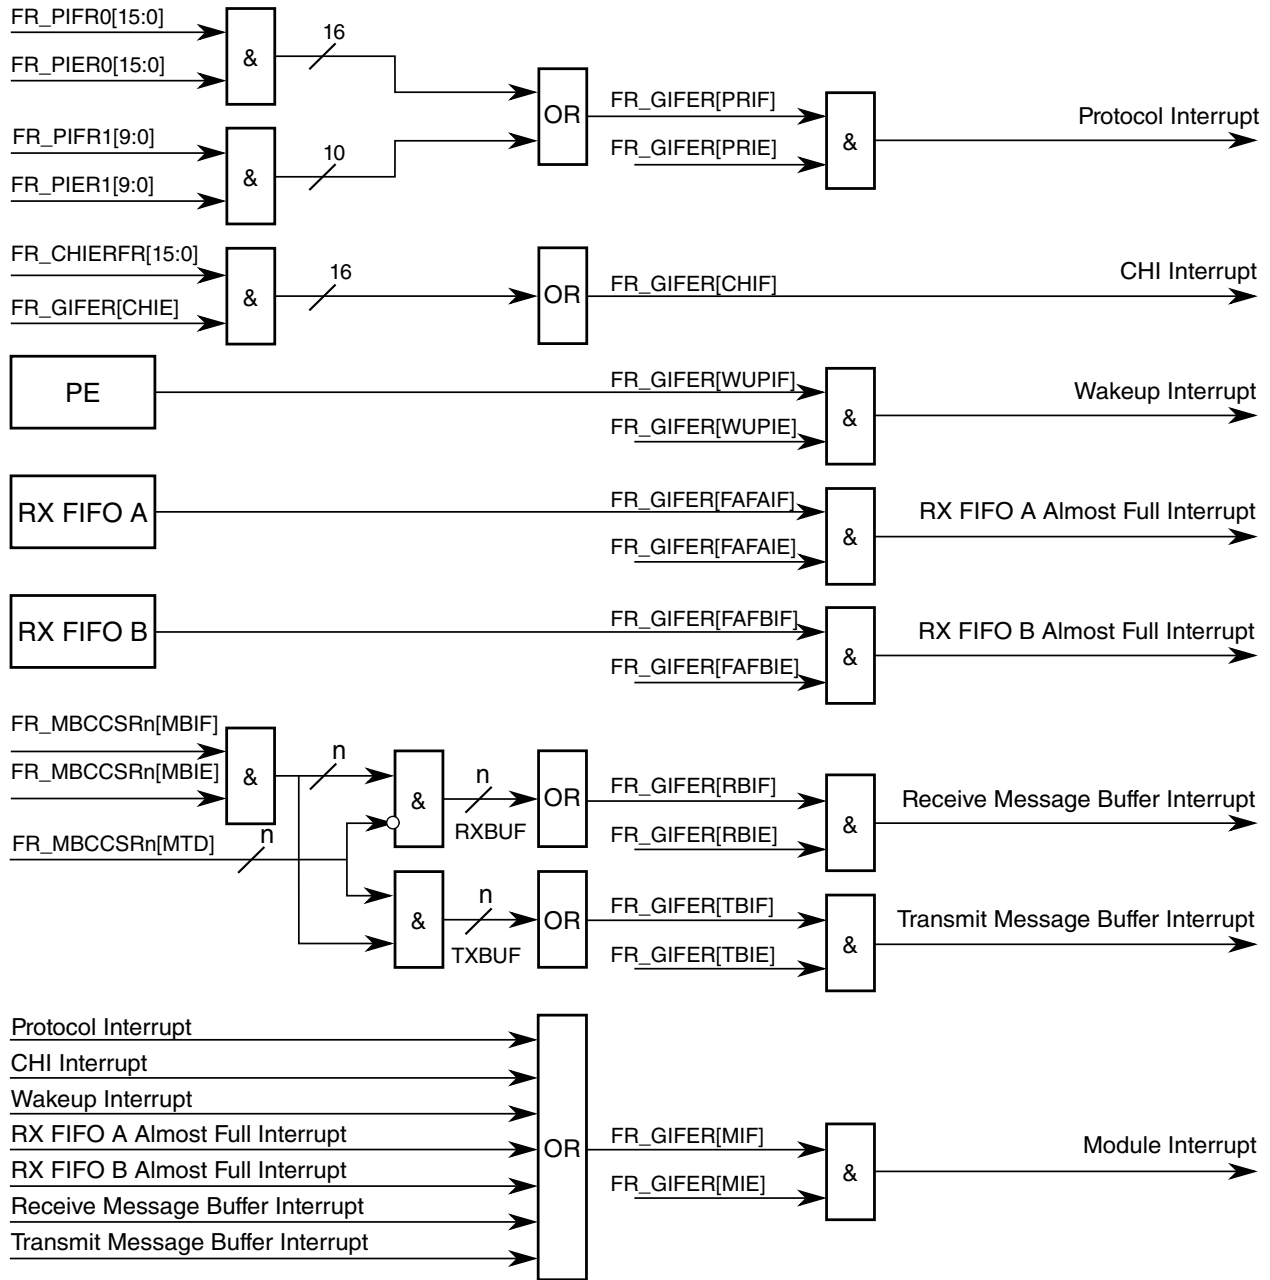 FR_PIFR0[15:0]
FR_PIER0[15:0]
&
16
FR_PIFR1[9:0]
FR_PIER1[9:0]
&
10
OR
FR_GIFER[PRIF]
FR_GIFER[PRIE]
&
Protocol Interrupt
FR_CHIERFR[15:0]
FR_GIFER[CHIE]
&
16
OR
FR_GIFER[CHIF]
CHI Interrupt
PE
FR_GIFER[WUPIF]
FR_GIFER[WUPIE]
&
Wakeup Interrupt
RX FIFO A
FR_GIFER[FAFAIF]
FR_GIFER[FAFAIE]
&
RX FIFO A Almost Full Interrupt
RX FIFO B
FR_GIFER[FAFBIF]
FR_GIFER[FAFBIE]
&
RX FIFO B Almost Full Interrupt
FR_MBCCSRn[MBIF]
FR_MBCCSRn[MBIE]
&
n
FR_MBCCSRn[MTD]
n
&
n
RXBUF
OR
FR_GIFER[RBIF]
FR_GIFER[RBIE]
&
Receive Message Buffer Interrupt
&
n
TXBUF
OR
FR_GIFER[TBIF]
FR_GIFER[TBIE]
&
Transmit Message Buffer Interrupt
Protocol Interrupt
CHI Interrupt
Wakeup Interrupt
RX FIFO A Almost Full Interrupt
RX FIFO B Almost Full Interrupt
Receive Message Buffer Interrupt
Transmit Message Buffer Interrupt
OR
FR_GIFER[MIF]
FR_GIFER[MIE]
&
Module Interrupt